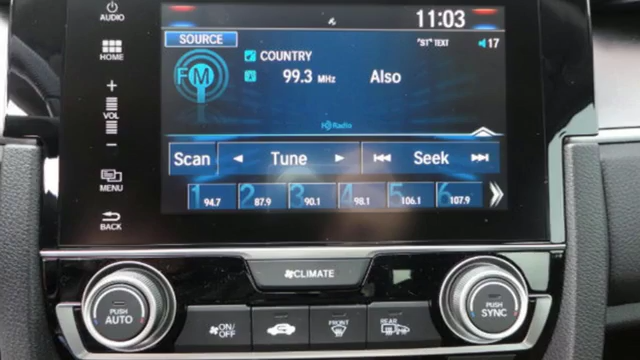 AUDIO
11:03
SOURCE
"ST" TEXT
17
HOME
COUNTRY
FM
99.3 MHz
Also
VOL
HD Radio
Scan
Tune
Seek
MENU
1 94.7
2 87.9
3 90.1
4 98.1
5 106.1
6 107.9
BACK
CLIMATE
PUSH
AUTO
ON/
OFF
FRONT
REAR
PUSH
SYNC